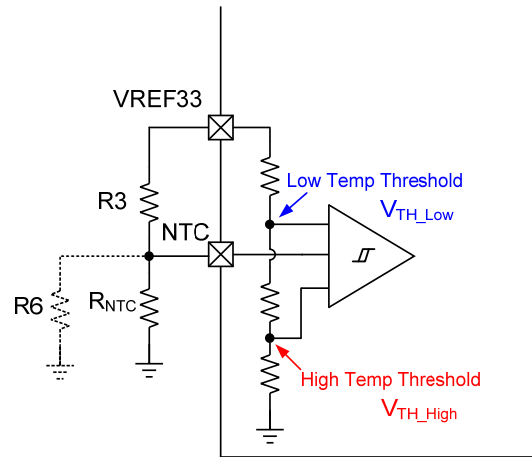 VREF33
R3
Low Temp Threshold
VTH_Low
NTC
R6
RNTC
High Temp Threshold
VTH_High